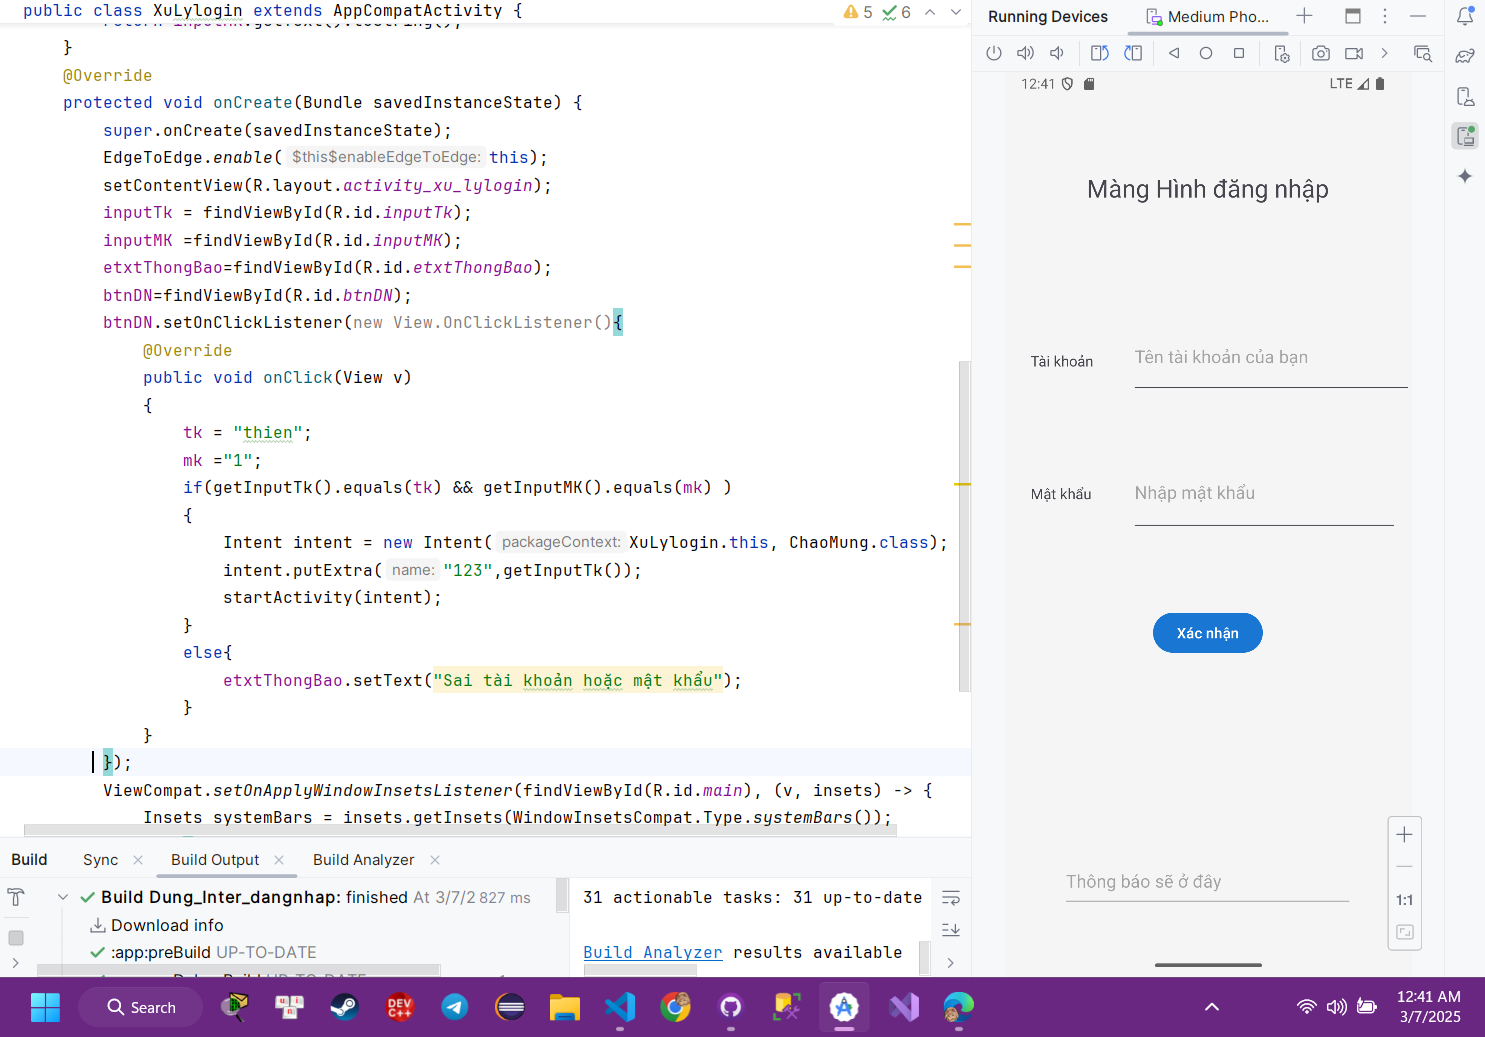 public class XuLylogin extends AppCompatActivity {
5 6
}
@Override
protected void onCreate(Bundle savedInstanceState) {
super.onCreate(savedInstanceState);
EdgeToEdge.enable( $this$enableEdgeToEdge: this);
setContentView(R.layout.activity_xu_lylogin);
inputTk = findViewById(R.id.inputTk);
inputMK =findViewById(R.id.inputMK);
etxtThongBao=findViewById(R.id.etxtThongBao);
btnDN=findViewById(R.id.btnDN);
btnDN.setOnClickListener(new View.OnClickListener(){
@Override
public void onClick(View v)
{
tk = "thien";
mk ="1";
if(getInputTk().equals(tk) && getInputMK().equals(mk) )
{
Intent intent = new Intent( packageContext: XuLylogin.this, ChaoMung.class);
intent.putExtra( name: "123",getInputTk());
startActivity(intent);
}
else{
etxtThongBao.setText("Sai tài khoản hoặc mật khẩu");
}
}
});
ViewCompat.setOnApplyWindowInsetsListener(findViewById(R.id.main), (v, insets) -> {
Insets systemBars = insets.getInsets(WindowInsetsCompat.Type.systemBars());
Running Devices
Medium Pho...
12:41
LTE
Màng Hình đăng nhập
Tài khoản
Tên tài khoản của bạn
Mật khẩu
Nhập mật khẩu
Xác nhận
Thông báo sẽ ở đây
1:1
Build
Sync
Build Output
Build Analyzer
Build Dung_Inter_dangnhap: finished At 3/7/2 827 ms
Download info
:app:preBuild UP-TO-DATE
31 actionable tasks: 31 up-to-date
Build Analyzer results available
Search
DEV
C++
12:41 AM
3/7/2025